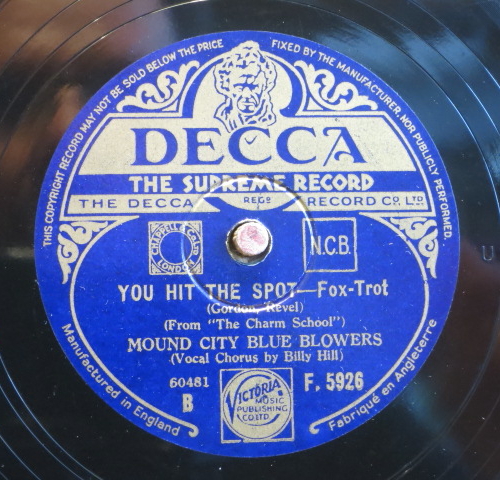 THIS COPYRIGHT RECORD MAY NOT BE SOLD BELOW THE PRICE FIXED BY THE MANUFACTURER, NOR PUBLICLY PERFORMED.
DECCA
THE SUPREME RECORD
THE DECCA REGD RECORD CO. LTD
CHAPPELL & CO LTD
LONDON
N.C.B.
YOU HIT THE SPOT—Fox-Trot
(Gordon, Revel)
(From "The Charm School")
MOUND CITY BLUE BLOWERS
(Vocal Chorus by Billy Hill)
60481
B
VICTORIA
MUSIC
PUBLISHING
CO LTD
F. 5926
Manufactured in England
Fabriqué en Angleterre
U